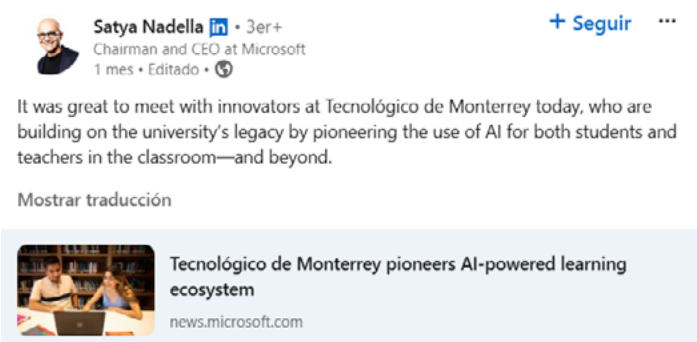 Satya Nadella in • 3er+
+ Seguir ...
Chairman and CEO at Microsoft
1 mes • Editado •
It was great to meet with innovators at Tecnológico de Monterrey today, who are
building on the university's legacy by pioneering the use of AI for both students and
teachers in the classroom—and beyond.
Mostrar traducción
Tecnológico de Monterrey pioneers AI-powered learning
ecosystem
news.microsoft.com